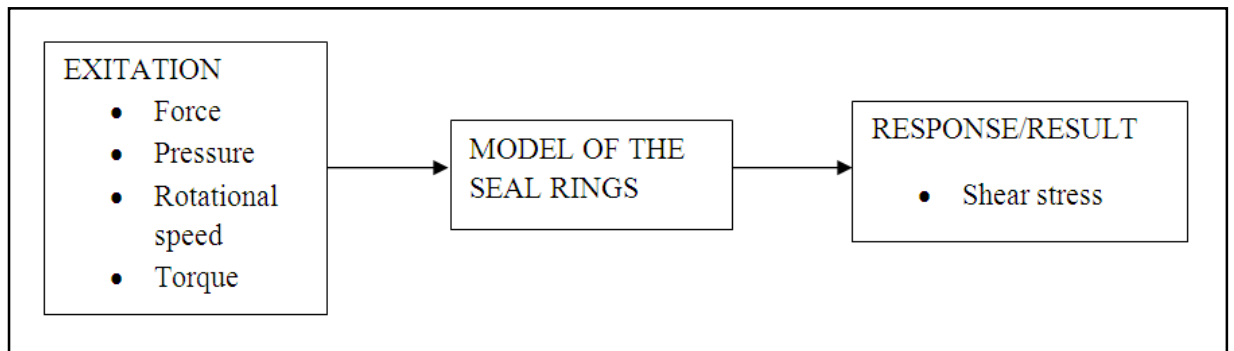 EXITATION
• Force
• Pressure
• Rotational
speed
• Torque
MODEL OF THE
SEAL RINGS
RESPONSE/RESULT
• Shear stress